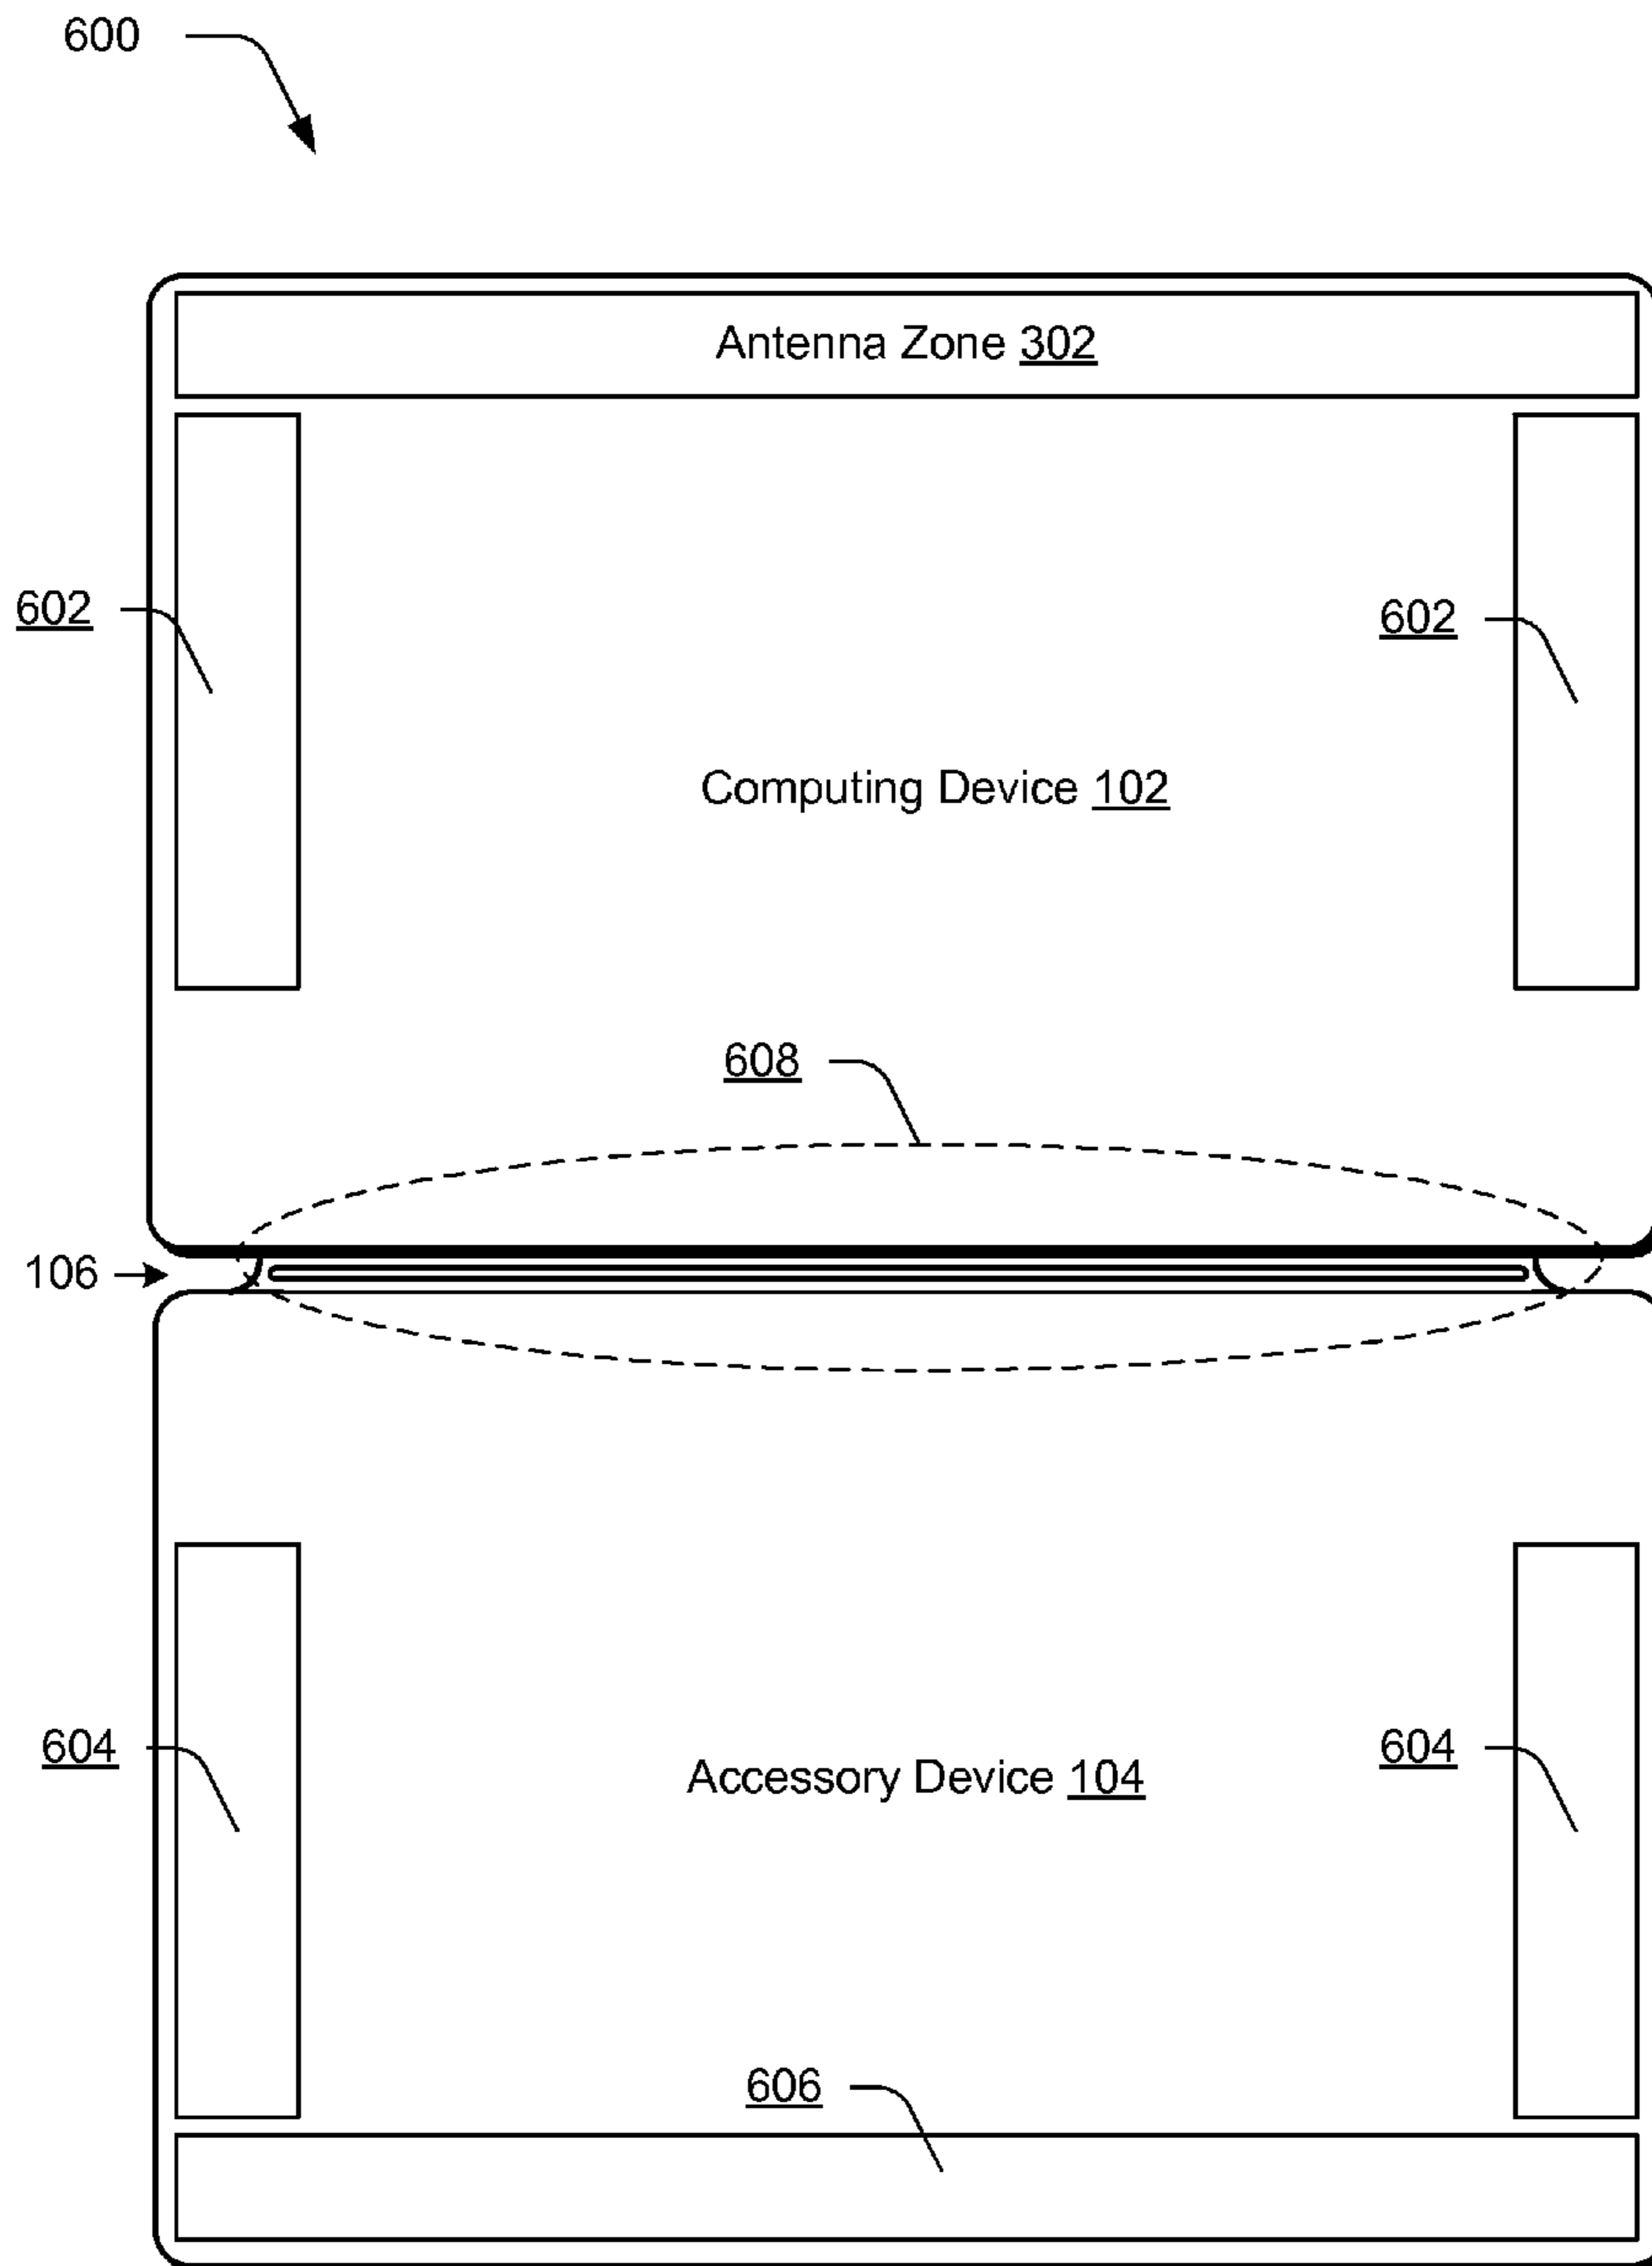 600
Antenna Zone 302
602
602
Computing Device 102
608
106
604
604
Accessory Device 104
606